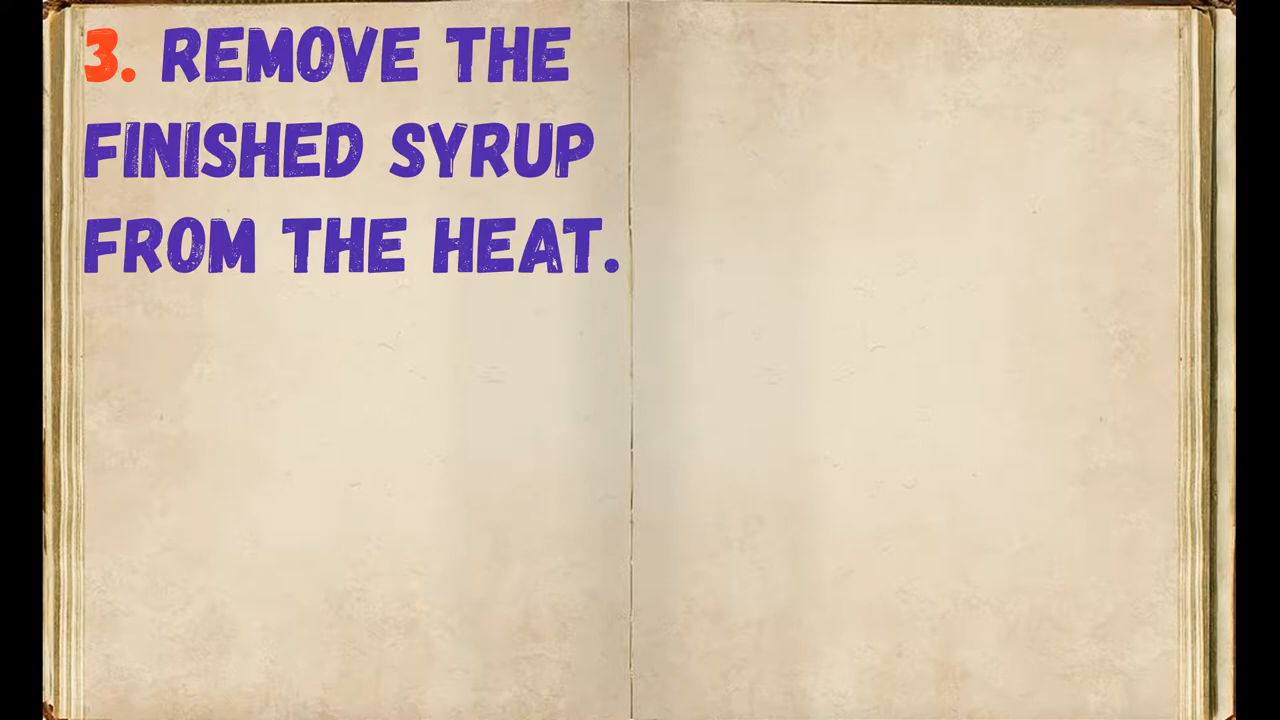 3. REMOVE THE
FINISHED SYRUP
FROM THE HEAT.